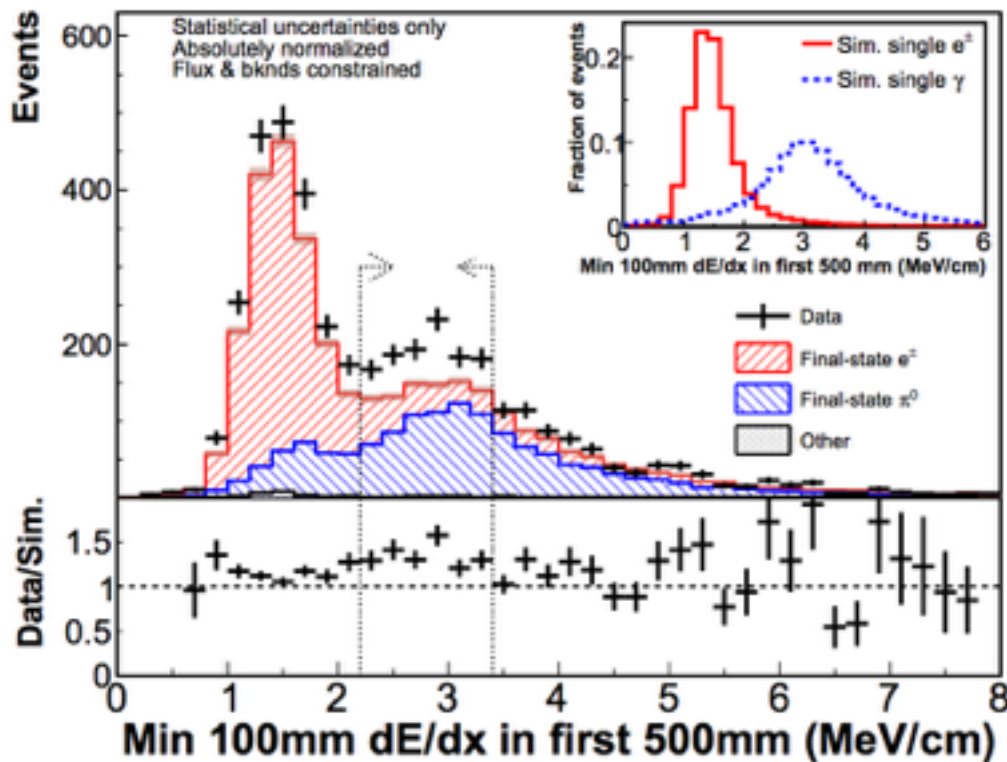 Statistical uncertainties only
Absolutely normalized
Flux & bknds constrained
Events
600
400
200
Fraction of events
0.2
0.1
0
Sim. single e±
Sim. single γ
0 1 2 3 4 5 6
Min 100mm dE/dx in first 500 mm (MeV/cm)
Data
Final-state e±
Final-state π⁰
Other
Data/Sim.
1.5
1
0.5
0
0 1 2 3 4 5 6 7 8
Min 100mm dE/dx in first 500mm (MeV/cm)